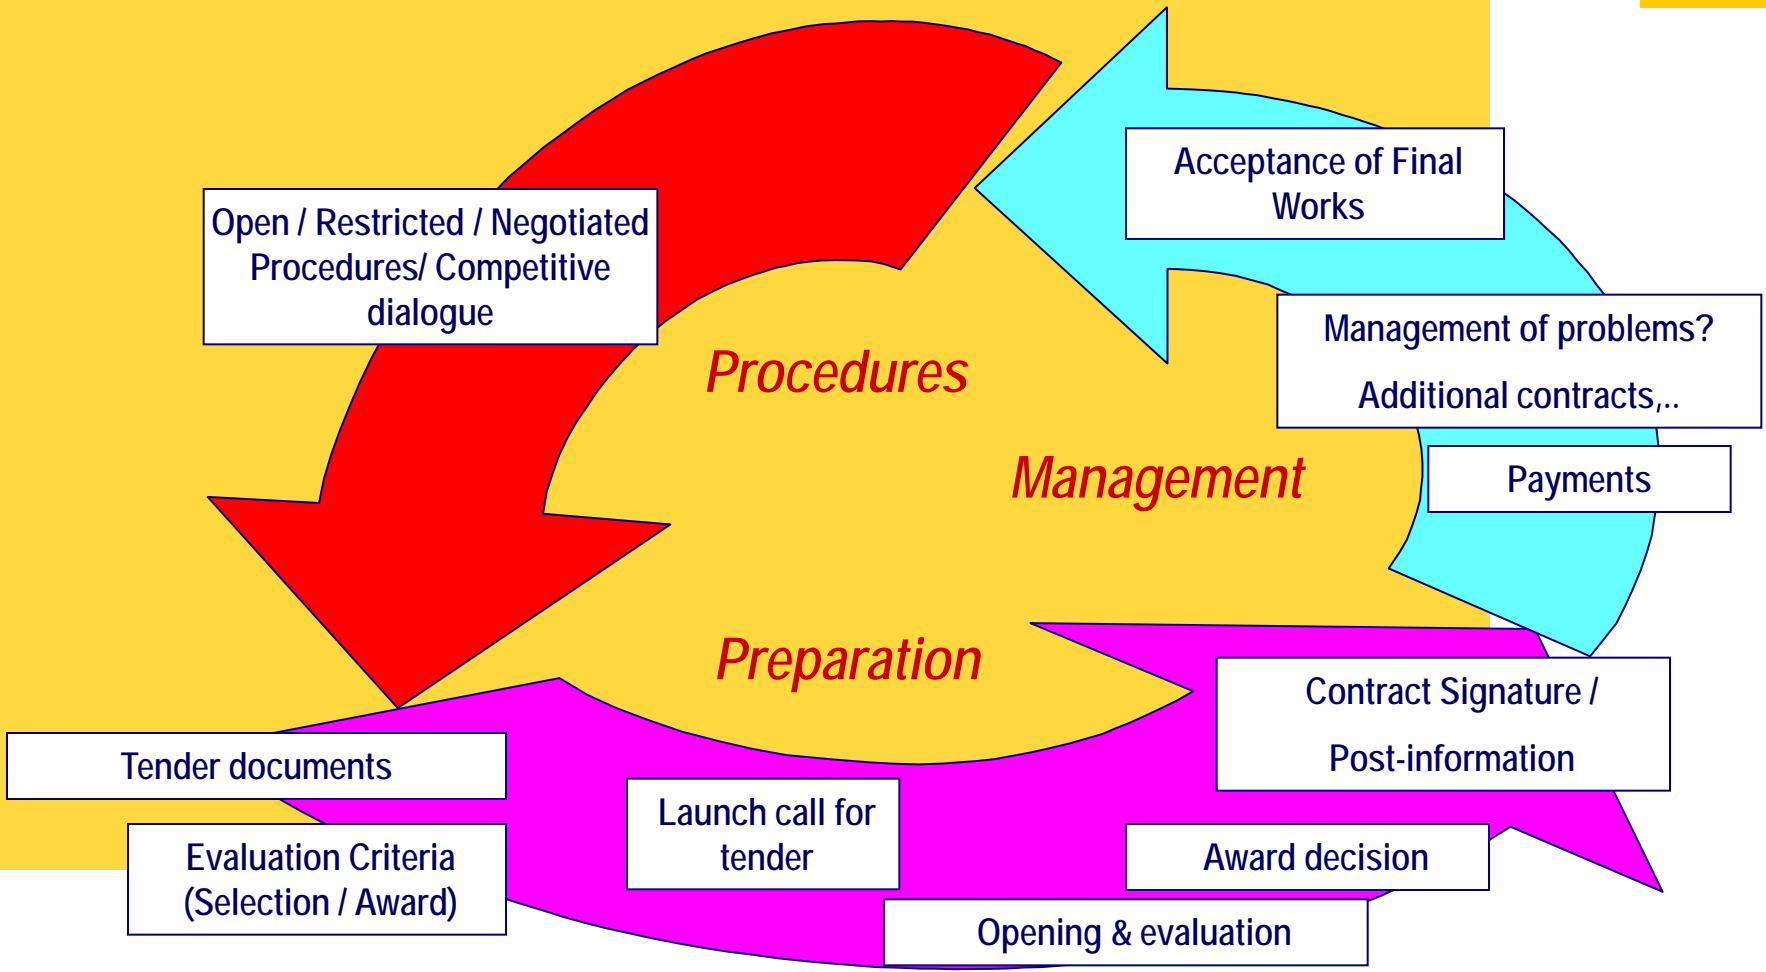 Acceptance of Final
Works
Open / Restricted / Negotiated
Procedures/ Competitive
dialogue
Management of problems?
Additional contracts,..
Procedures
Management
Payments
Preparation
Contract Signature /
Post-information
Tender documents
Launch call for
tender
Evaluation Criteria
(Selection / Award)
Award decision
Opening & evaluation